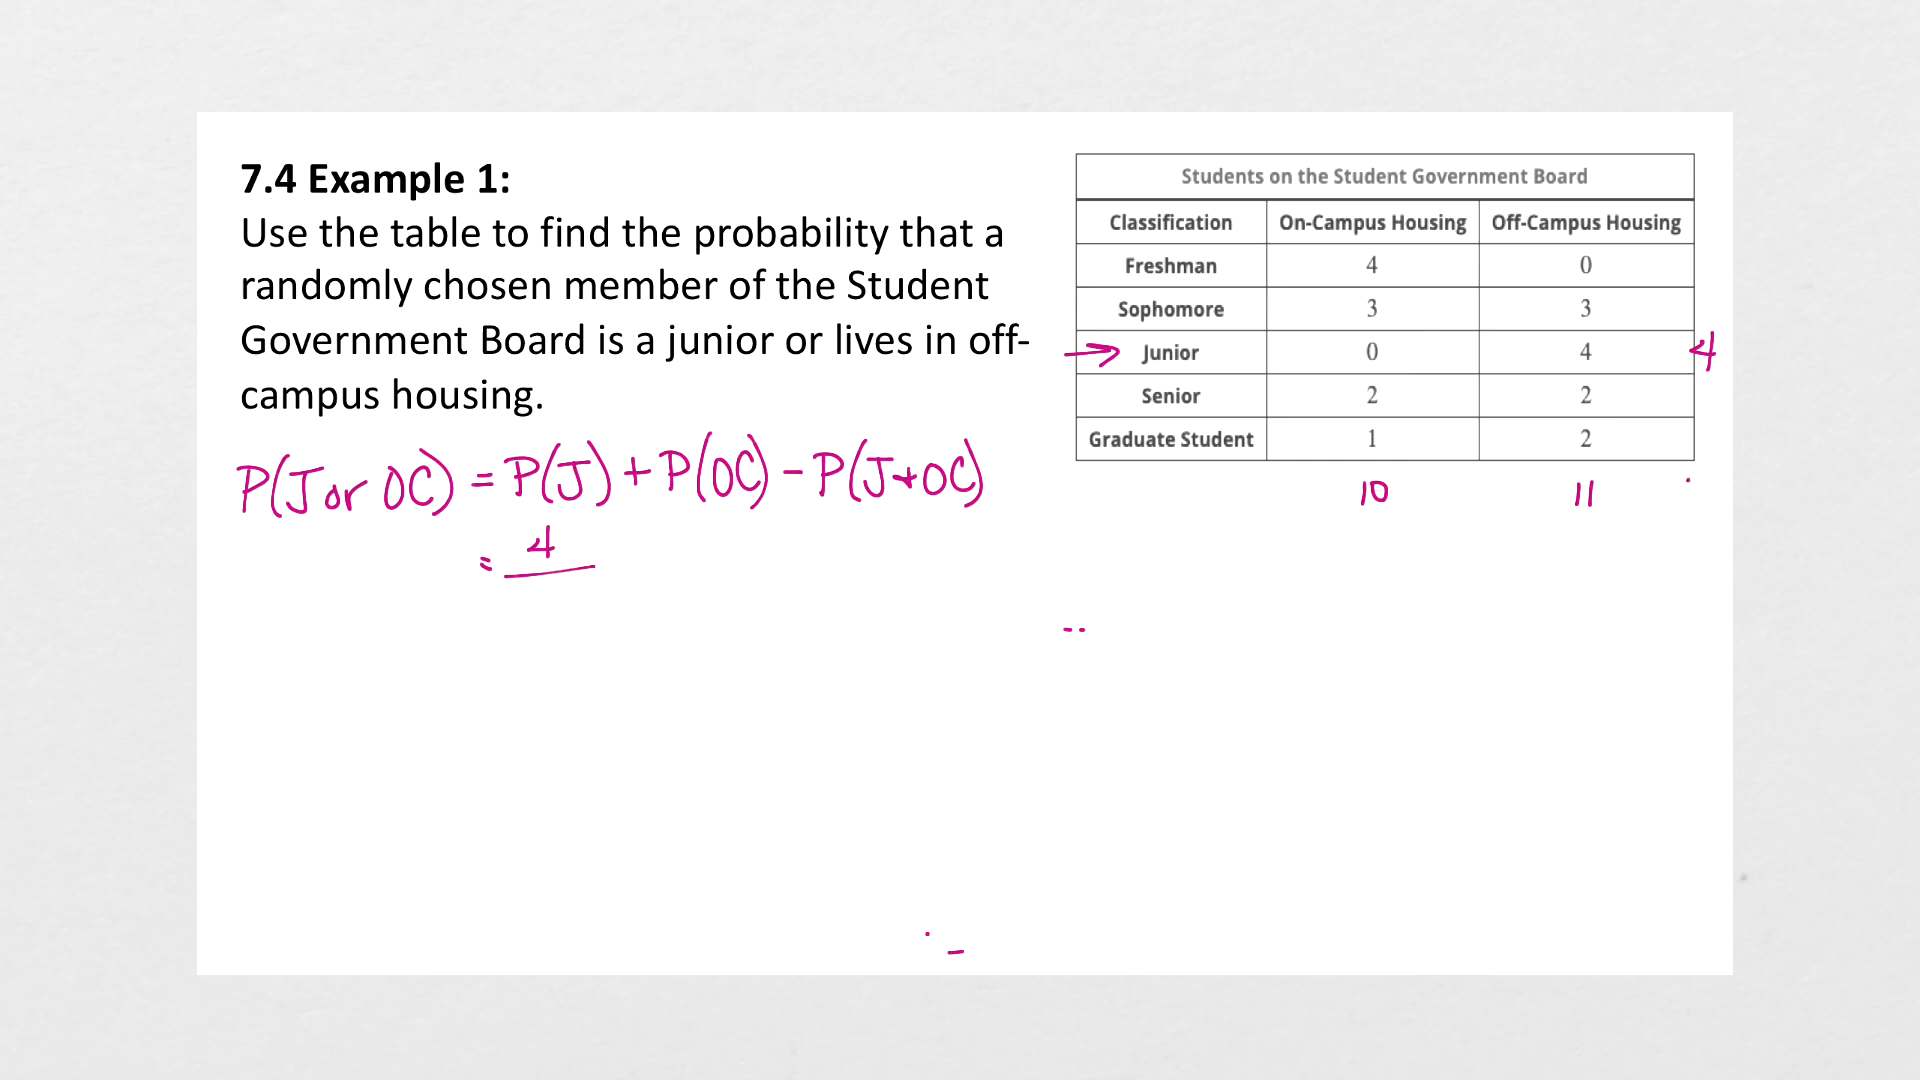 7.4 Example 1:
Use the table to find the probability that a
randomly chosen member of the Student
Government Board is a junior or lives in off-
campus housing.
P(J or OC) = P(J) + P(OC) - P(J + OC)
= 4
Students on the Student Government Board
Classification On-Campus Housing Off-Campus Housing
Freshman 4 0
Sophomore 3 3
→ Junior 0 4 4
Senior 2 2
Graduate Student 1 2
10 11